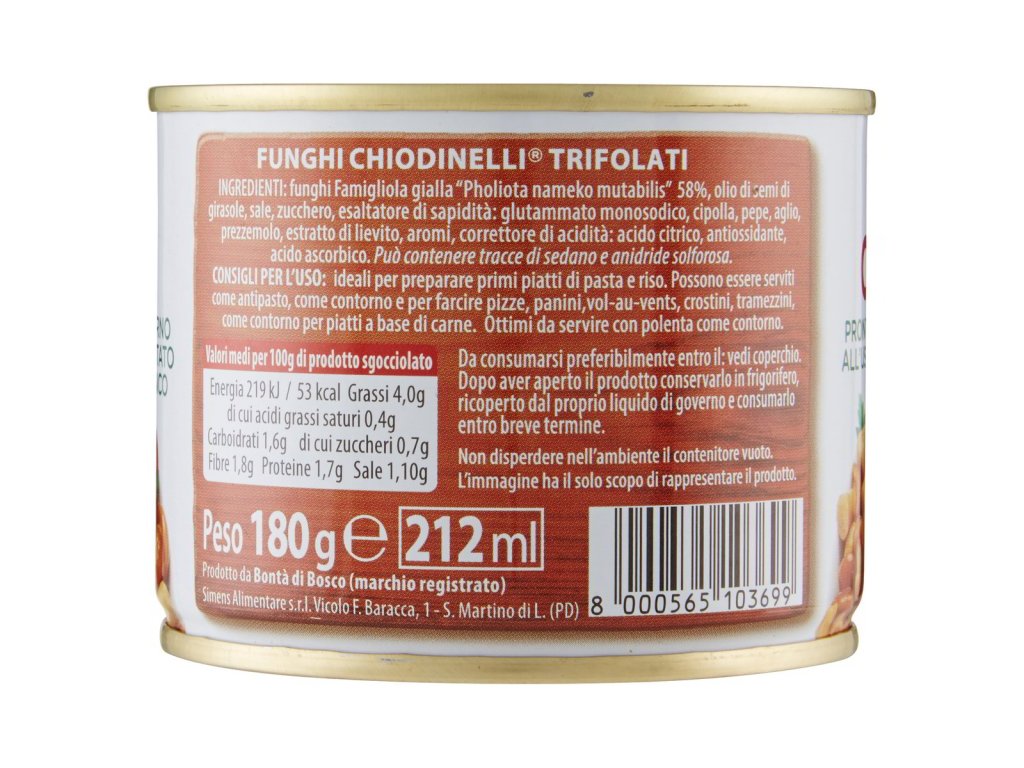 FUNGHI CHIODINELLI® TRIFOLATI
INGREDIENTI: funghi Famigliola gialla "Pholiota nameko mutabilis" 58%, olio di semi di
girasole, sale, zucchero, esaltatore di sapidità: glutammato monosodico, cipolla, pepe, aglio,
prezzemolo, estratto di lievito, aromi, correttore di acidità: acido citrico, antiossidante,
acido ascorbico. Può contenere tracce di sedano e anidride solforosa.
CONSIGLI PER L'USO: ideali per preparare primi piatti di pasta e riso. Possono essere serviti
come antipasto, come contorno e per farcire pizze, panini, vol-au-vents, crostini, tramezzini,
come contorno per piatti a base di carne. Ottimi da servire con polenta come contorno.
Valori medi per 100g di prodotto sgocciolato
Energia 219 kJ / 53 kcal Grassi 4,0g
di cui acidi grassi saturi 0,4g
Carboidrati 1,6g di cui zuccheri 0,7g
Fibre 1,8g Proteine 1,7g Sale 1,10g
Da consumarsi preferibilmente entro il: vedi coperchio.
Dopo aver aperto il prodotto conservarlo in frigorifero,
ricoperto dal proprio liquido di governo e consumarlo
entro breve termine.
Non disperdere nell'ambiente il contenitore vuoto.
L'immagine ha il solo scopo di rappresentare il prodotto.
Peso 180 g ℮ 212 ml
Prodotto da Bontà di Bosco (marchio registrato)
Simens Alimentare s.r.l. Vicolo F. Baracca, 1 - S. Martino di L. (PD)
8 000565 103699